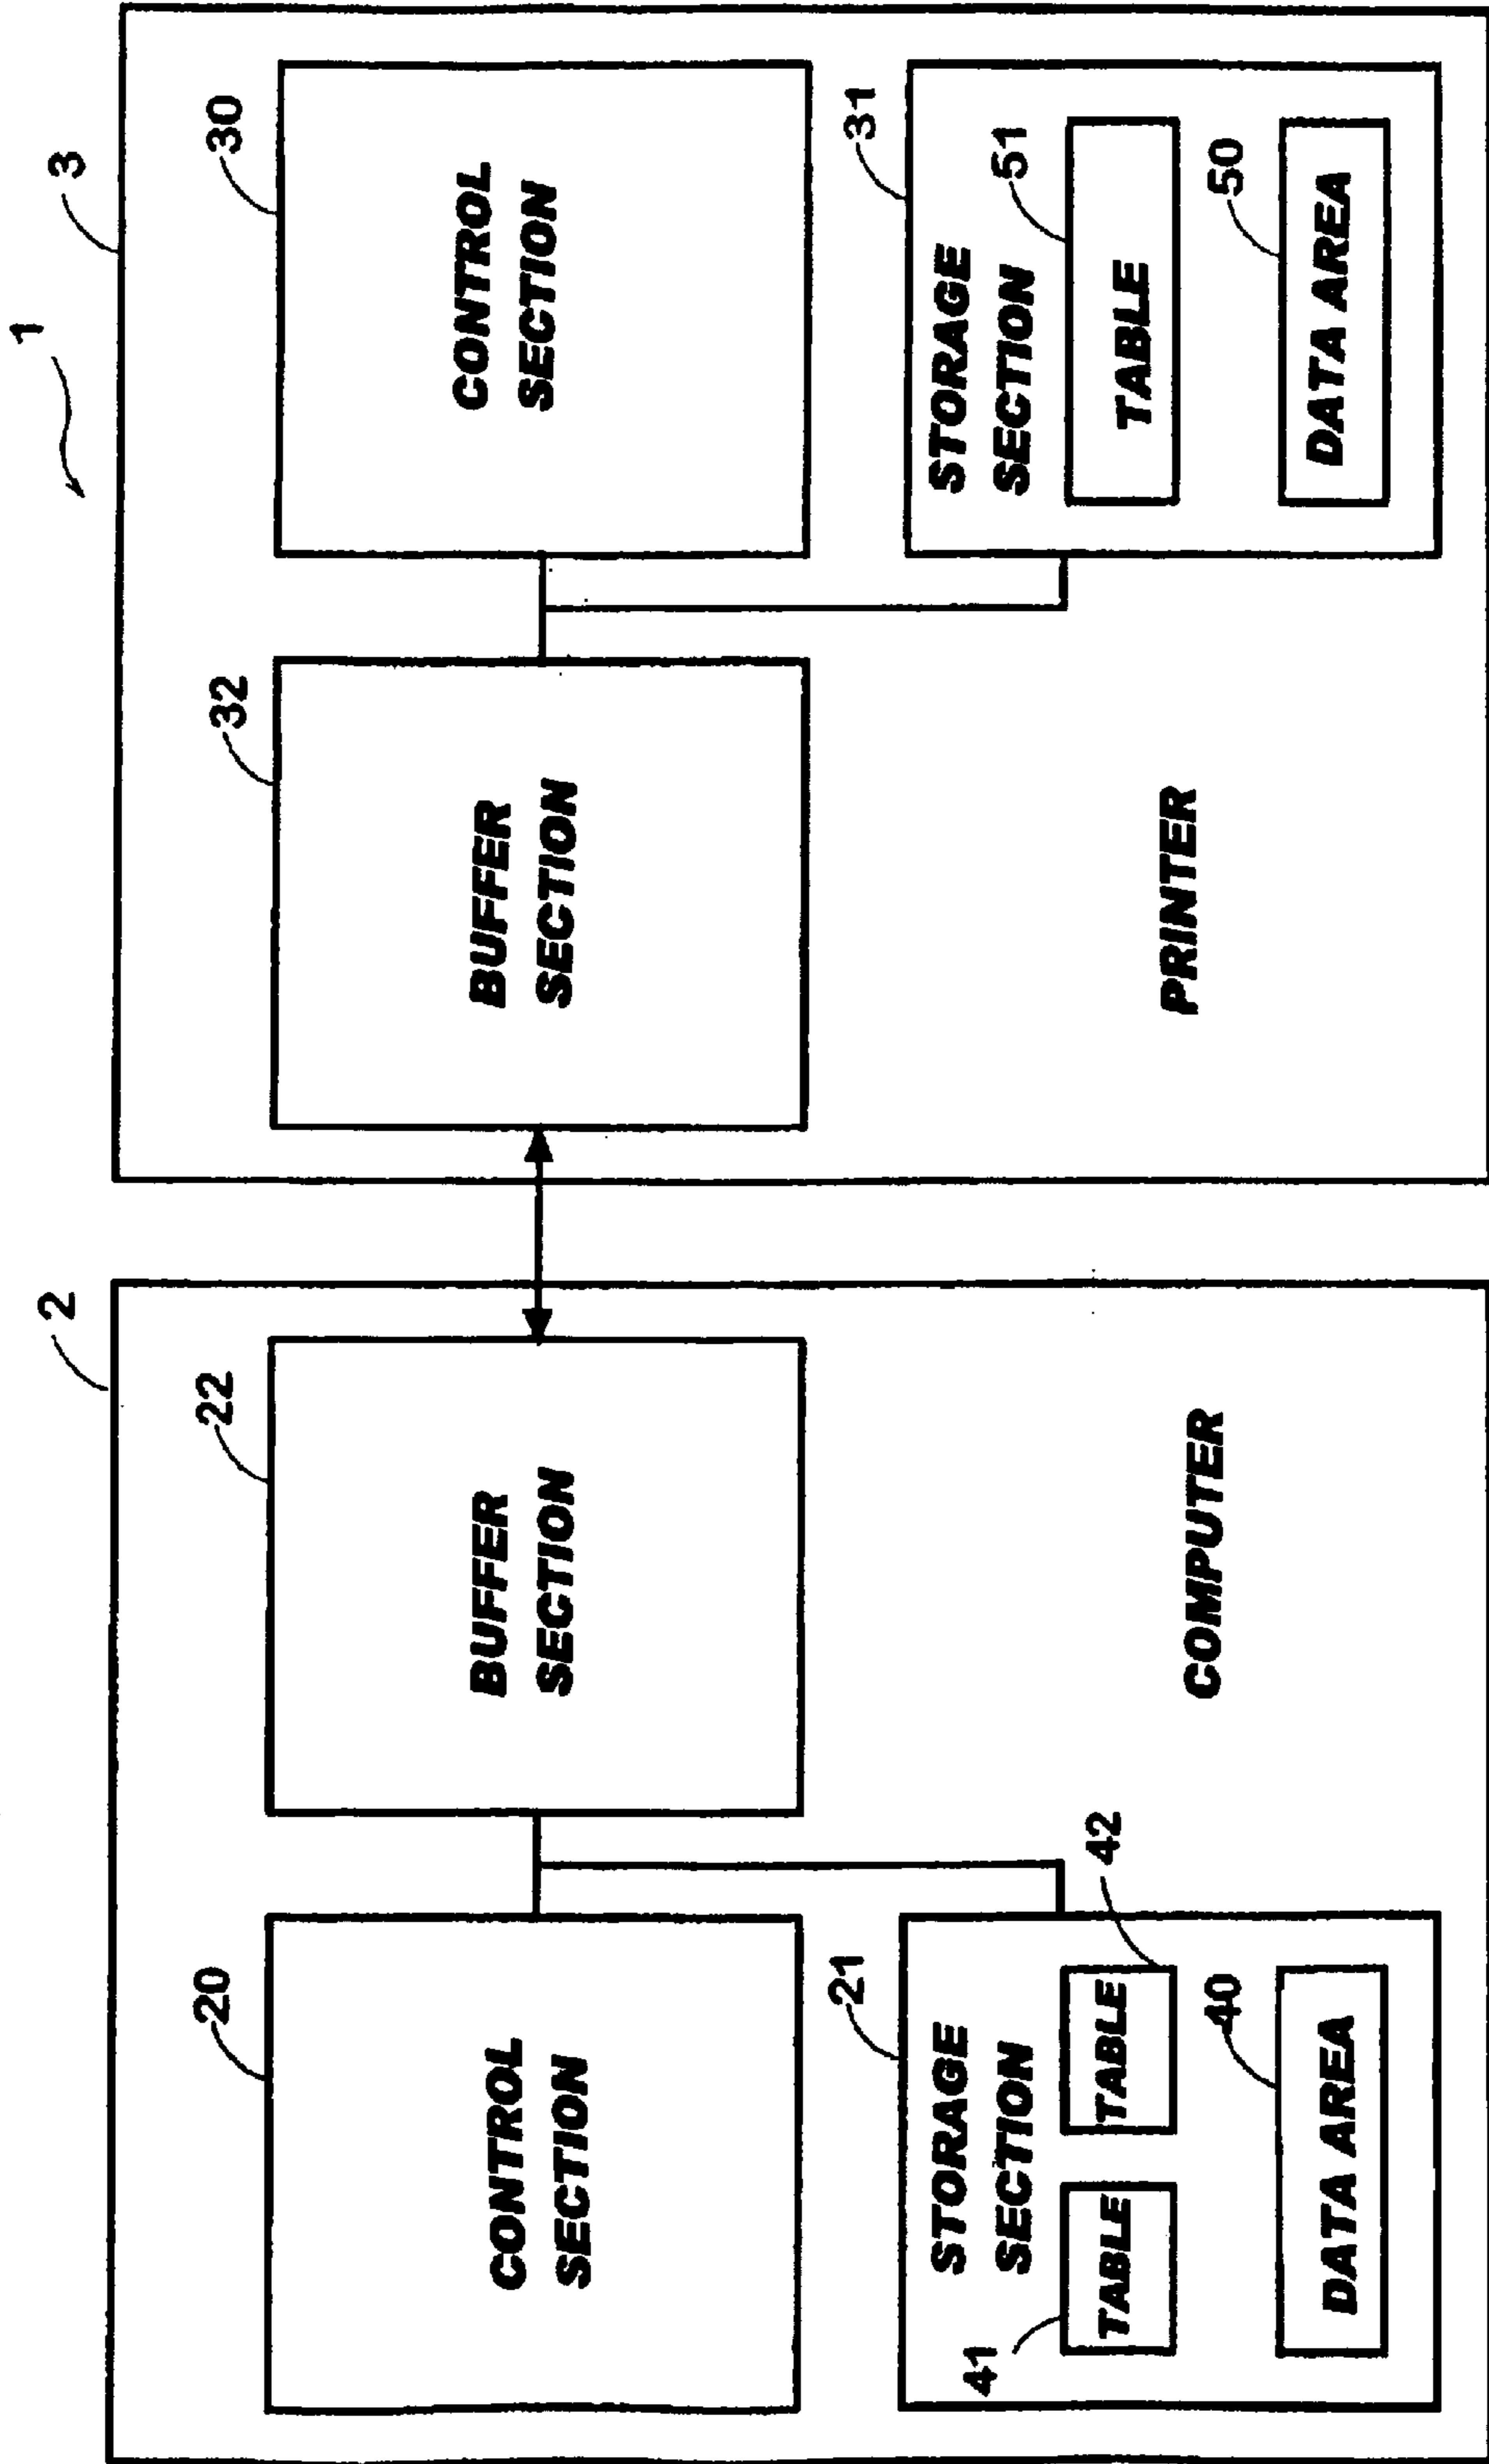 1
2
3
20
CONTROL
SECTION
22
BUFFER
SECTION
32
BUFFER
SECTION
30
CONTROL
SECTION
21
STORAGE
SECTION
41
TABLE
42
TABLE
40
DATA AREA
COMPUTER
PRINTER
31
STORAGE
SECTION
51
TABLE
50
DATA AREA